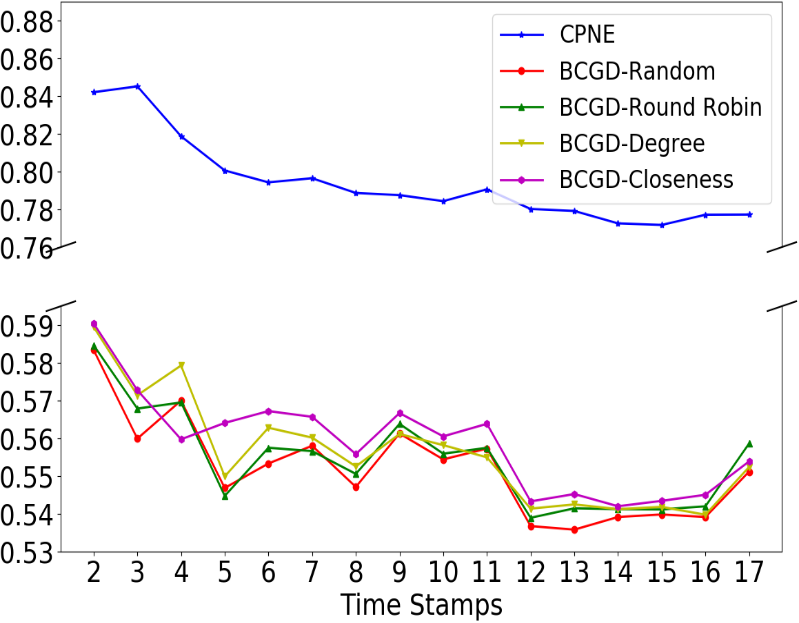 0.88
0.86
0.84
0.82
0.80
0.78
0.76
CPNE
BCGD-Random
BCGD-Round Robin
BCGD-Degree
BCGD-Closeness
0.59
0.58
0.57
0.56
0.55
0.54
0.53
2 3 4 5 6 7 8 9 10 11 12 13 14 15 16 17
Time Stamps